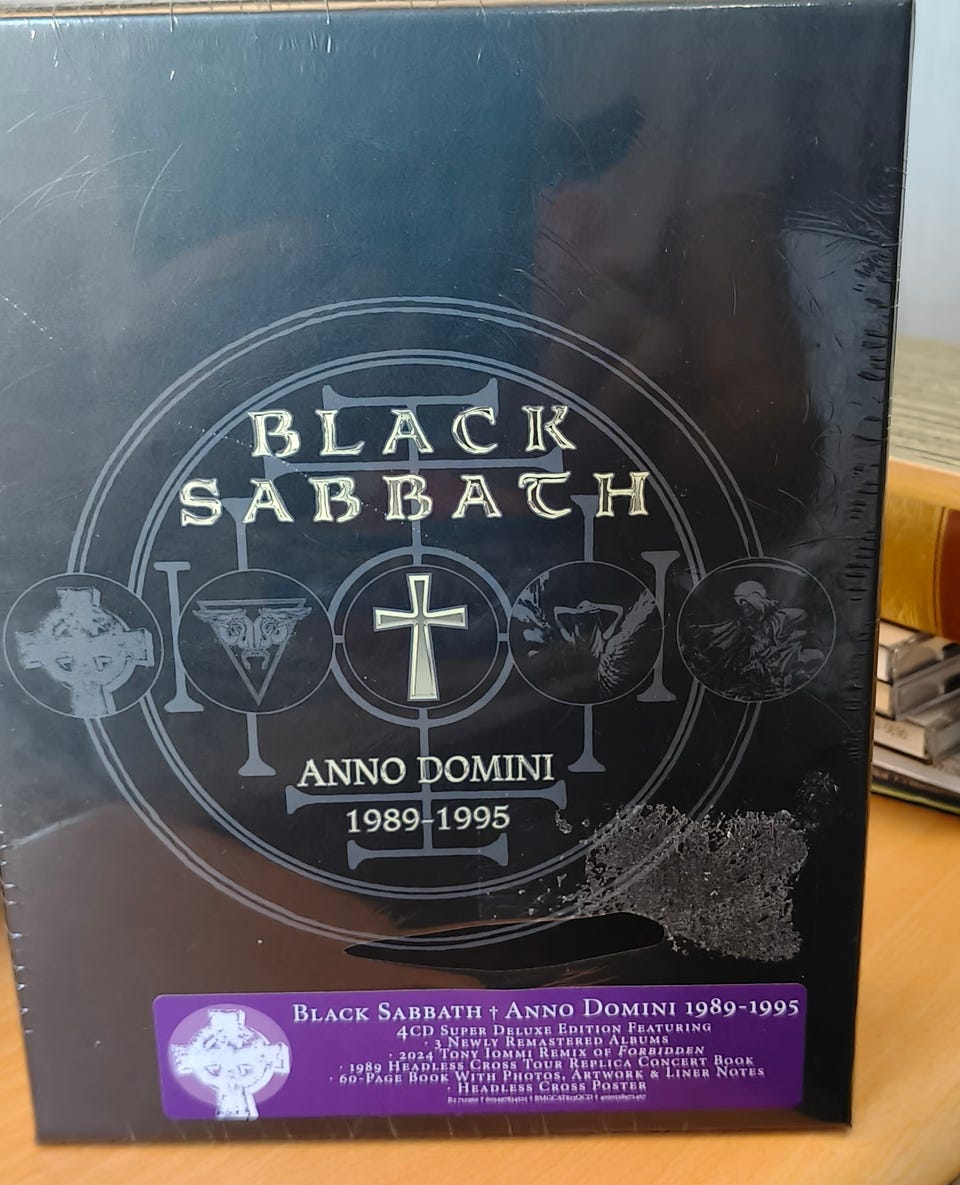 BLACK
SABBATH
ANNO DOMINI
1989-1995
Black Sabbath † Anno Domini 1989-1995
4CD Super Deluxe Edition Featuring
· 3 Newly Remastered Albums
· 2024 Tony Iommi Remix of Forbidden
· 1989 Headless Cross Tour Replica Concert Book
· 60-Page Book With Photos, Artwork & Liner Notes
· Headless Cross Poster